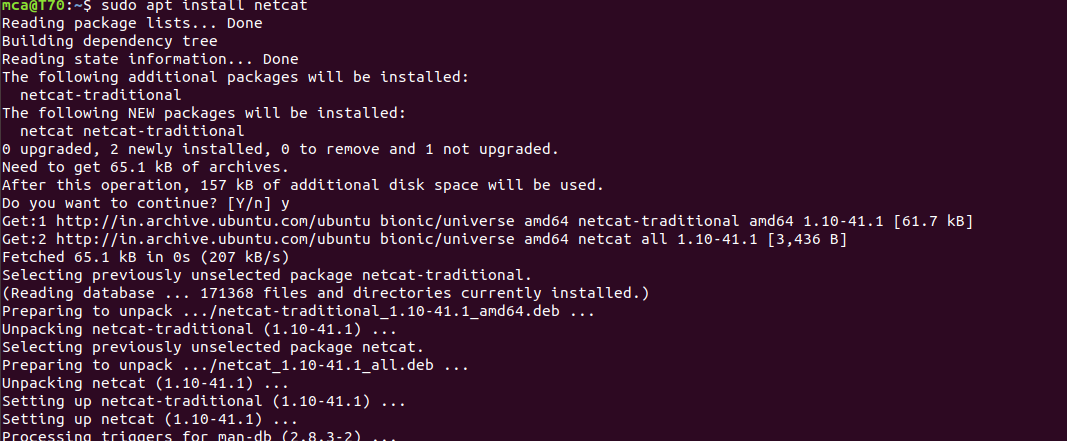 mca@T70:~$ sudo apt install netcat
Reading package lists... Done
Building dependency tree
Reading state information... Done
The following additional packages will be installed:
  netcat-traditional
The following NEW packages will be installed:
  netcat netcat-traditional
0 upgraded, 2 newly installed, 0 to remove and 1 not upgraded.
Need to get 65.1 kB of archives.
After this operation, 157 kB of additional disk space will be used.
Do you want to continue? [Y/n] y
Get:1 http://in.archive.ubuntu.com/ubuntu bionic/universe amd64 netcat-traditional amd64 1.10-41.1 [61.7 kB]
Get:2 http://in.archive.ubuntu.com/ubuntu bionic/universe amd64 netcat all 1.10-41.1 [3,436 B]
Fetched 65.1 kB in 0s (207 kB/s)
Selecting previously unselected package netcat-traditional.
(Reading database ... 171368 files and directories currently installed.)
Preparing to unpack .../netcat-traditional_1.10-41.1_amd64.deb ...
Unpacking netcat-traditional (1.10-41.1) ...
Selecting previously unselected package netcat.
Preparing to unpack .../netcat_1.10-41.1_all.deb ...
Unpacking netcat (1.10-41.1) ...
Setting up netcat-traditional (1.10-41.1) ...
Setting up netcat (1.10-41.1) ...
Processing triggers for man-db (2.8.3-2) ...